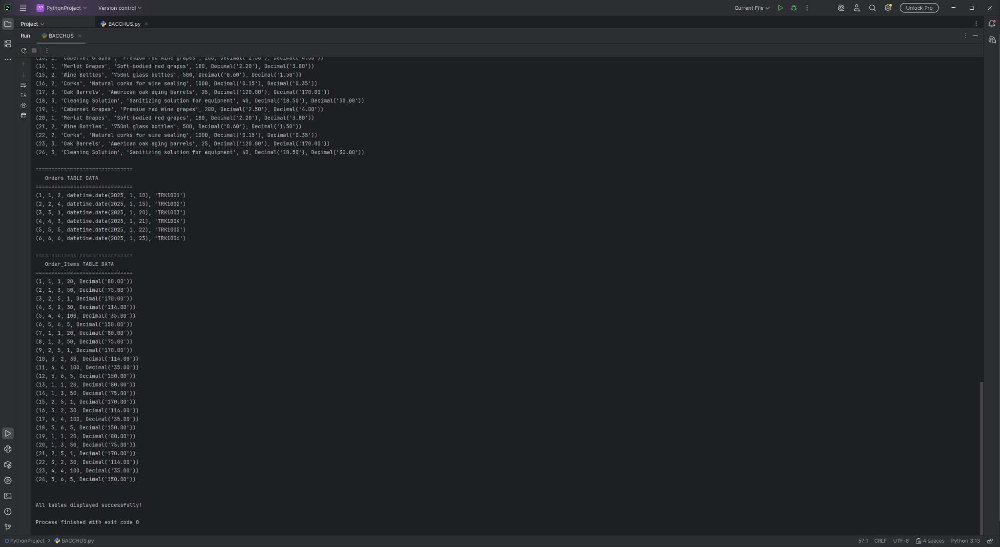 PC PP PythonProject Version control Current File Unlock Pro
Project BACCHUS.py
Run BACCHUS
(13, 1, 'Cabernet Grapes', 'Premium red wine grapes', 200, Decimal('2.50'), Decimal('4.00'))
(14, 1, 'Merlot Grapes', 'Soft-bodied red grapes', 180, Decimal('2.20'), Decimal('3.80'))
(15, 2, 'Wine Bottles', '750ml glass bottles', 500, Decimal('0.60'), Decimal('1.50'))
(16, 2, 'Corks', 'Natural corks for wine sealing', 1000, Decimal('0.15'), Decimal('0.35'))
(17, 3, 'Oak Barrels', 'American oak aging barrels', 25, Decimal('120.00'), Decimal('170.00'))
(18, 3, 'Cleaning Solution', 'Sanitizing solution for equipment', 40, Decimal('18.50'), Decimal('30.00'))
(19, 1, 'Cabernet Grapes', 'Premium red wine grapes', 200, Decimal('2.50'), Decimal('4.00'))
(20, 1, 'Merlot Grapes', 'Soft-bodied red grapes', 180, Decimal('2.20'), Decimal('3.80'))
(21, 2, 'Wine Bottles', '750ml glass bottles', 500, Decimal('0.60'), Decimal('1.50'))
(22, 2, 'Corks', 'Natural corks for wine sealing', 1000, Decimal('0.15'), Decimal('0.35'))
(23, 3, 'Oak Barrels', 'American oak aging barrels', 25, Decimal('120.00'), Decimal('170.00'))
(24, 3, 'Cleaning Solution', 'Sanitizing solution for equipment', 40, Decimal('18.50'), Decimal('30.00'))
===============================
Orders TABLE DATA
===============================
(1, 1, 2, datetime.date(2025, 1, 10), 'TRK1001')
(2, 2, 4, datetime.date(2025, 1, 15), 'TRK1002')
(3, 3, 1, datetime.date(2025, 1, 20), 'TRK1003')
(4, 4, 3, datetime.date(2025, 1, 21), 'TRK1004')
(5, 5, 5, datetime.date(2025, 1, 22), 'TRK1005')
(6, 6, 6, datetime.date(2025, 1, 23), 'TRK1006')
===============================
Order_Items TABLE DATA
===============================
(1, 1, 1, 20, Decimal('80.00'))
(2, 1, 3, 50, Decimal('75.00'))
(3, 2, 5, 1, Decimal('170.00'))
(4, 3, 2, 30, Decimal('114.00'))
(5, 4, 4, 100, Decimal('35.00'))
(6, 5, 6, 5, Decimal('150.00'))
(7, 1, 1, 20, Decimal('80.00'))
(8, 1, 3, 50, Decimal('75.00'))
(9, 2, 5, 1, Decimal('170.00'))
(10, 3, 2, 30, Decimal('114.00'))
(11, 4, 4, 100, Decimal('35.00'))
(12, 5, 6, 5, Decimal('150.00'))
(13, 1, 1, 20, Decimal('80.00'))
(14, 1, 3, 50, Decimal('75.00'))
(15, 2, 5, 1, Decimal('170.00'))
(16, 3, 2, 30, Decimal('114.00'))
(17, 4, 4, 100, Decimal('35.00'))
(18, 5, 6, 5, Decimal('150.00'))
(19, 1, 1, 20, Decimal('80.00'))
(20, 1, 3, 50, Decimal('75.00'))
(21, 2, 5, 1, Decimal('170.00'))
(22, 3, 2, 30, Decimal('114.00'))
(23, 4, 4, 100, Decimal('35.00'))
(24, 5, 6, 5, Decimal('150.00'))
All tables displayed successfully!
Process finished with exit code 0
PythonProject > BACCHUS.py 57:1 CRLF UTF-8 4 spaces Python 3.13